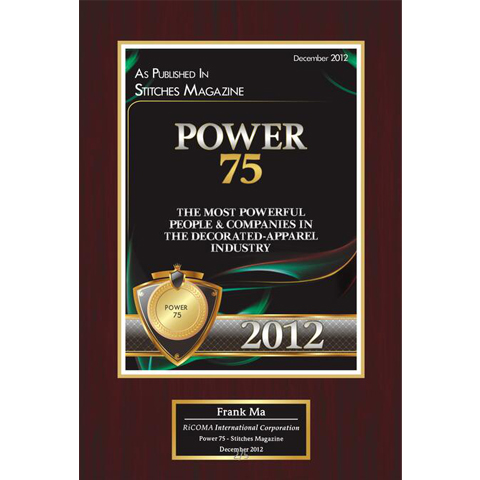 December 2012
As Published In
Stitches Magazine
POWER
75
THE MOST POWERFUL
PEOPLE & COMPANIES IN
THE DECORATED-APPAREL
INDUSTRY
POWER
75
2012
Frank Ma
RiCOMA International Corporation
Power 75 - Stitches Magazine
December 2012